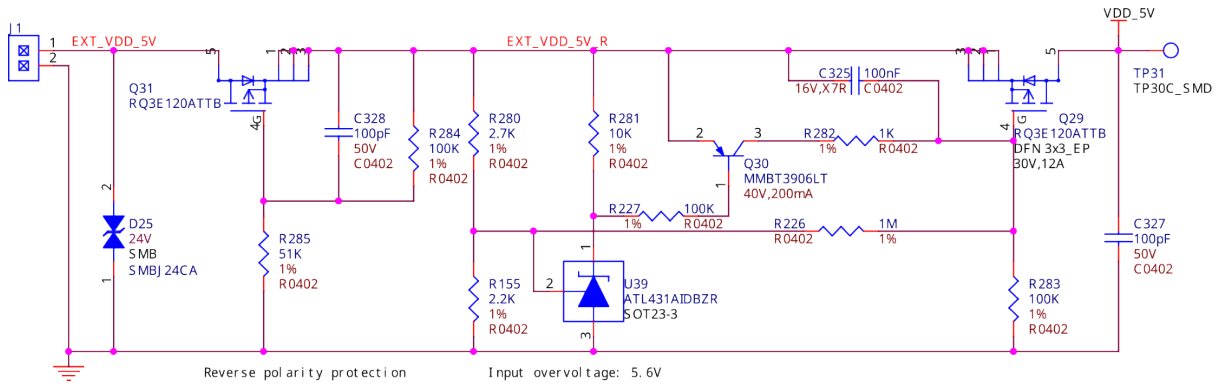 J1
1
2
EXT_VDD_5V
5
1
2
3
Q31
RQ3E120ATTB
4
G
C328
100pF
50V
C0402
R284
100K
1%
R0402
R280
2.7K
1%
R0402
EXT_VDD_5V_R
R281
10K
1%
R0402
C325
100nF
16V,X7R
C0402
2
3
Q30
MMBT3906LT
40V,200mA
1
R282
1K
1%
R0402
3
2
1
5
4
G
Q29
RQ3E120ATTB
DFN 3x3_EP
30V,12A
VDD_5V
TP31
TP30C_SMD
2
D25
24V
SMB
SMBJ24CA
1
R285
51K
1%
R0402
R227
100K
1%
R0402
R226
1M
R0402
1%
R155
2.2K
1%
R0402
1
2
3
U39
ATL431AIDBZR
SOT23-3
R283
100K
1%
R0402
C327
100pF
50V
C0402
Reverse polarity protection
Input overvoltage: 5.6V